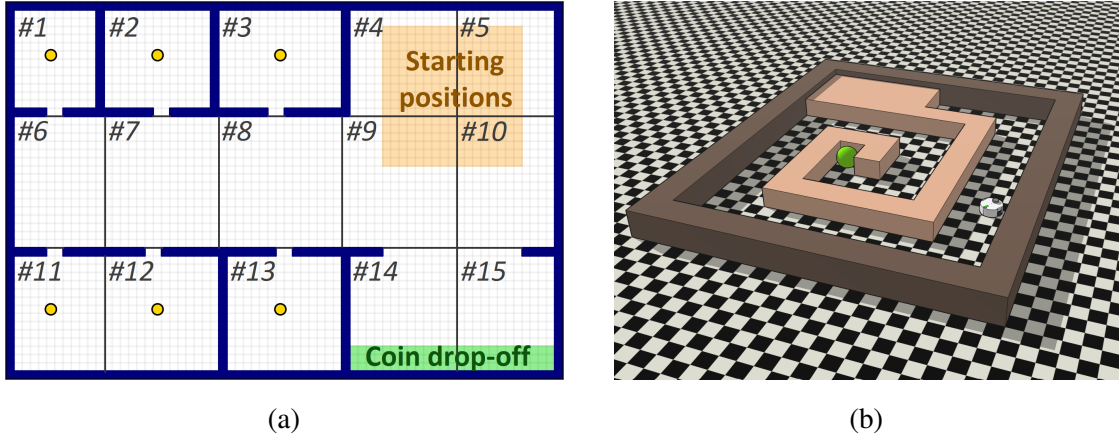 #1 #2 #3 #4 #5
Starting
positions
#6 #7 #8 #9 #10
#11 #12 #13 #14 #15
Coin drop-off
(a) (b)